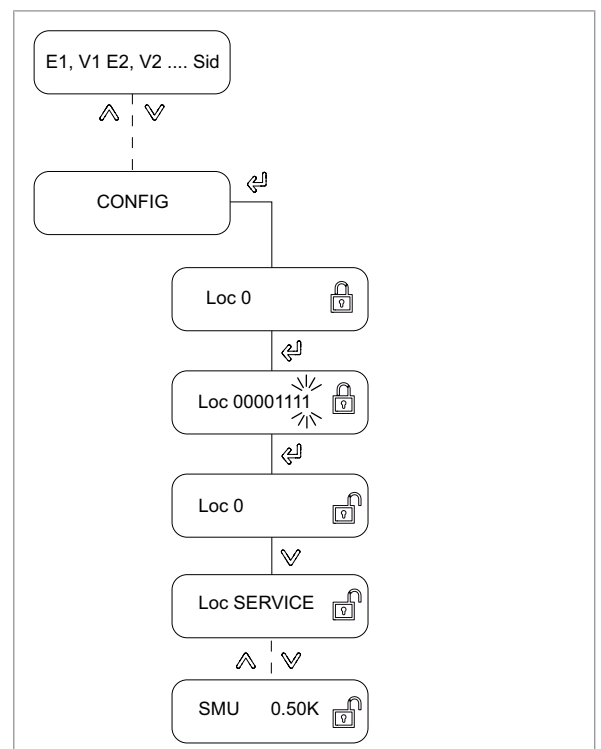 E1, V1 E2, V2 .... Sid
CONFIG
Loc 0
Loc 00001111
Loc 0
Loc SERVICE
SMU 0.50K